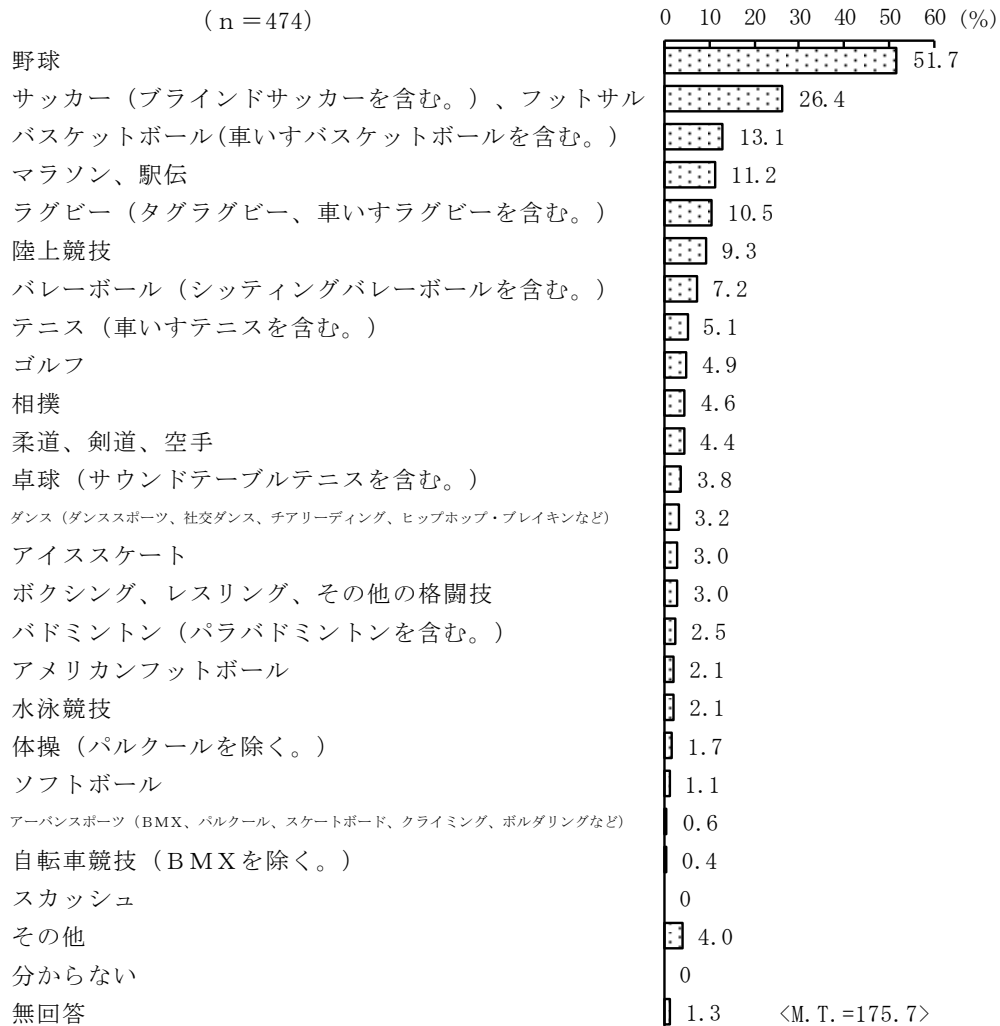 (ｎ＝474)
0 10 20 30 40 50 60 (%)
野球 51.7
サッカー（ブラインドサッカーを含む。）、フットサル 26.4
バスケットボール(車いすバスケットボールを含む。) 13.1
マラソン、駅伝 11.2
ラグビー（タグラグビー、車いすラグビーを含む。） 10.5
陸上競技 9.3
バレーボール（シッティングバレーボールを含む。） 7.2
テニス（車いすテニスを含む。） 5.1
ゴルフ 4.9
相撲 4.6
柔道、剣道、空手 4.4
卓球（サウンドテーブルテニスを含む。） 3.8
ダンス（ダンススポーツ、社交ダンス、チアリーディング、ヒップホップ・ブレイキンなど） 3.2
アイススケート 3.0
ボクシング、レスリング、その他の格闘技 3.0
バドミントン（パラバドミントンを含む。） 2.5
アメリカンフットボール 2.1
水泳競技 2.1
体操（パルクールを除く。） 1.7
ソフトボール 1.1
アーバンスポーツ（BMX、パルクール、スケートボード、クライミング、ボルダリングなど） 0.6
自転車競技（ＢＭＸを除く。） 0.4
スカッシュ 0
その他 4.0
分からない 0
無回答 1.3 <M.T.=175.7>